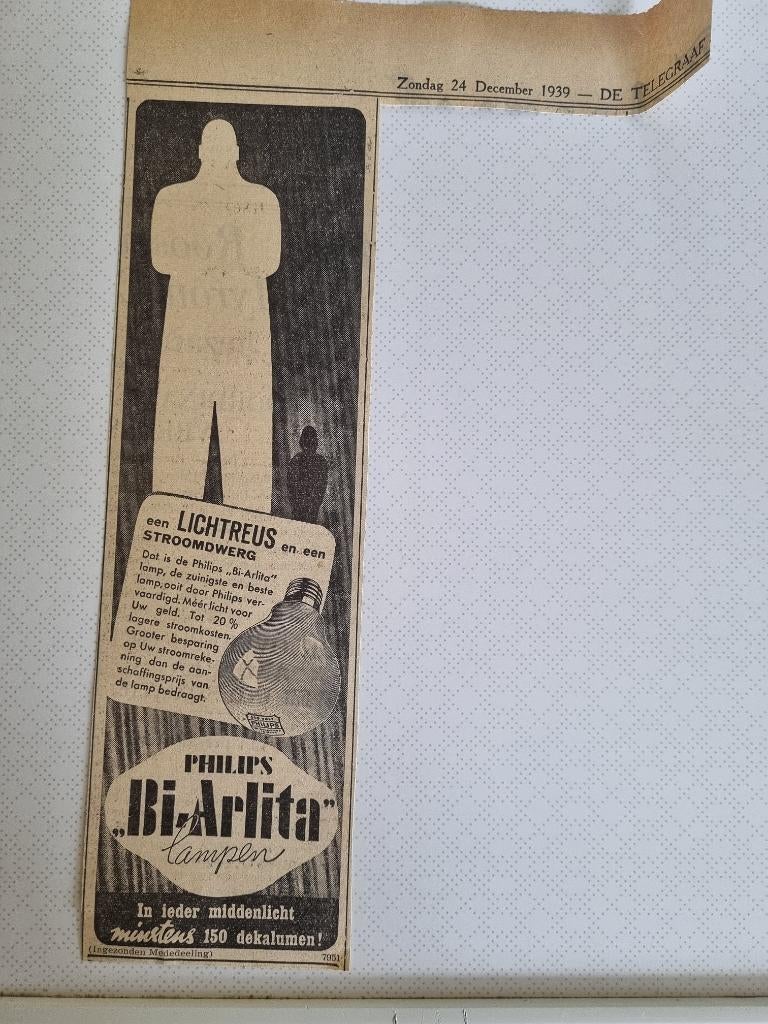 Zondag 24 December 1939 — DE TELEGRAAF
een LICHTREUS en een
STROOMDWERG
Dat is de Philips „Bi-Arlita”
lamp, de zuinigste en beste
lamp, ooit door Philips ver-
vaardigd. Méér licht voor
Uw geld. Tot 20 %
lagere stroomkosten.
Grooter besparing
op Uw stroomreke-
ning dan de aan-
schaffingsprijs van
de lamp bedraagt.
PHILIPS
PHILIPS
„Bi-Arlita”
lampen
In ieder middenlicht
minstens 150 dekalumen!
(Ingezonden Mededeeling)
7951